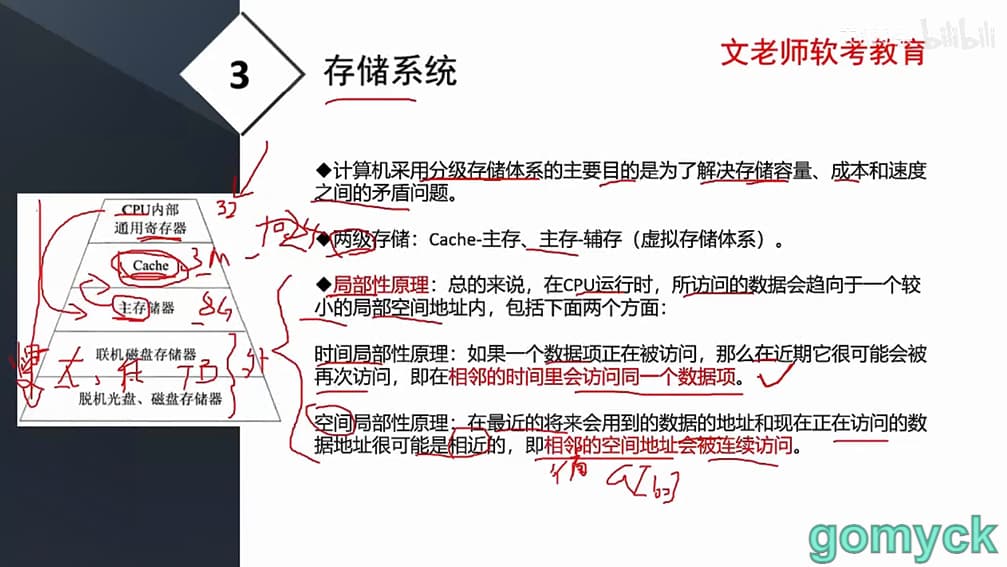 bilibili
3
存储系统
文老师软考教育
◆计算机采用分级存储体系的主要目的是为了解决存储容量、成本和速度
之间的矛盾问题。
◆两级存储：Cache-主存、主存-辅存（虚拟存储体系）。
◆局部性原理：总的来说，在CPU运行时，所访问的数据会趋向于一个较
小的局部空间地址内，包括下面两个方面：
时间局部性原理：如果一个数据项正在被访问，那么在近期它很可能会被
再次访问，即在相邻的时间里会访问同一个数据项。
空间局部性原理：在最近的将来会用到的数据的地址和现在正在访问的数
据地址很可能是相近的，即相邻的空间地址会被连续访问。
CPU内部
通用寄存器
Cache
主存储器
联机磁盘存储器
脱机光盘、磁盘存储器
32
3M
8G
TB
gomyck